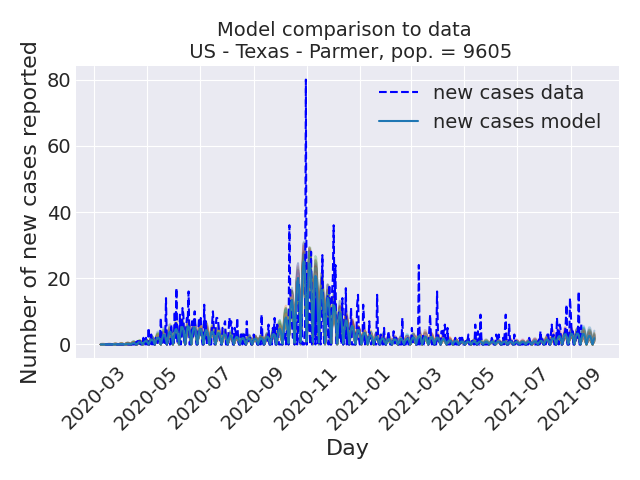 Model comparison to data
US - Texas - Parmer, pop. = 9605
Number of new cases reported
80
60
40
20
0
new cases data
new cases model
2020-03
2020-05
2020-07
2020-09
2020-11
2021-01
2021-03
2021-05
2021-07
2021-09
Day